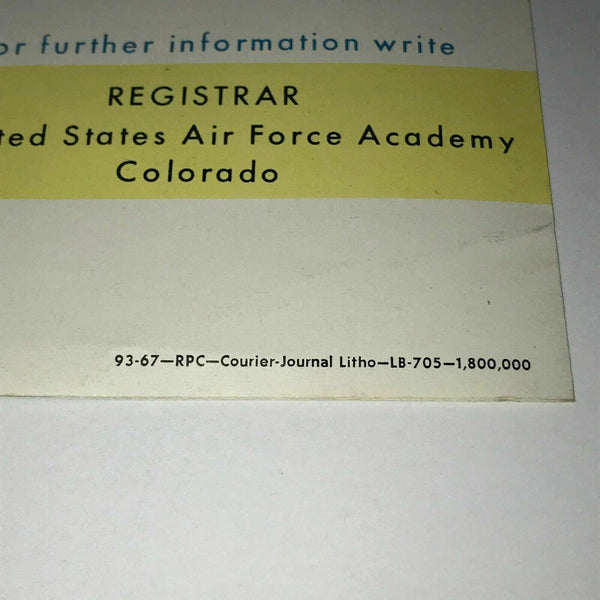 or further information write
REGISTRAR
ted States Air Force Academy
Colorado
93-67—RPC—Courier-Journal Litho—LB-705—1,800,000